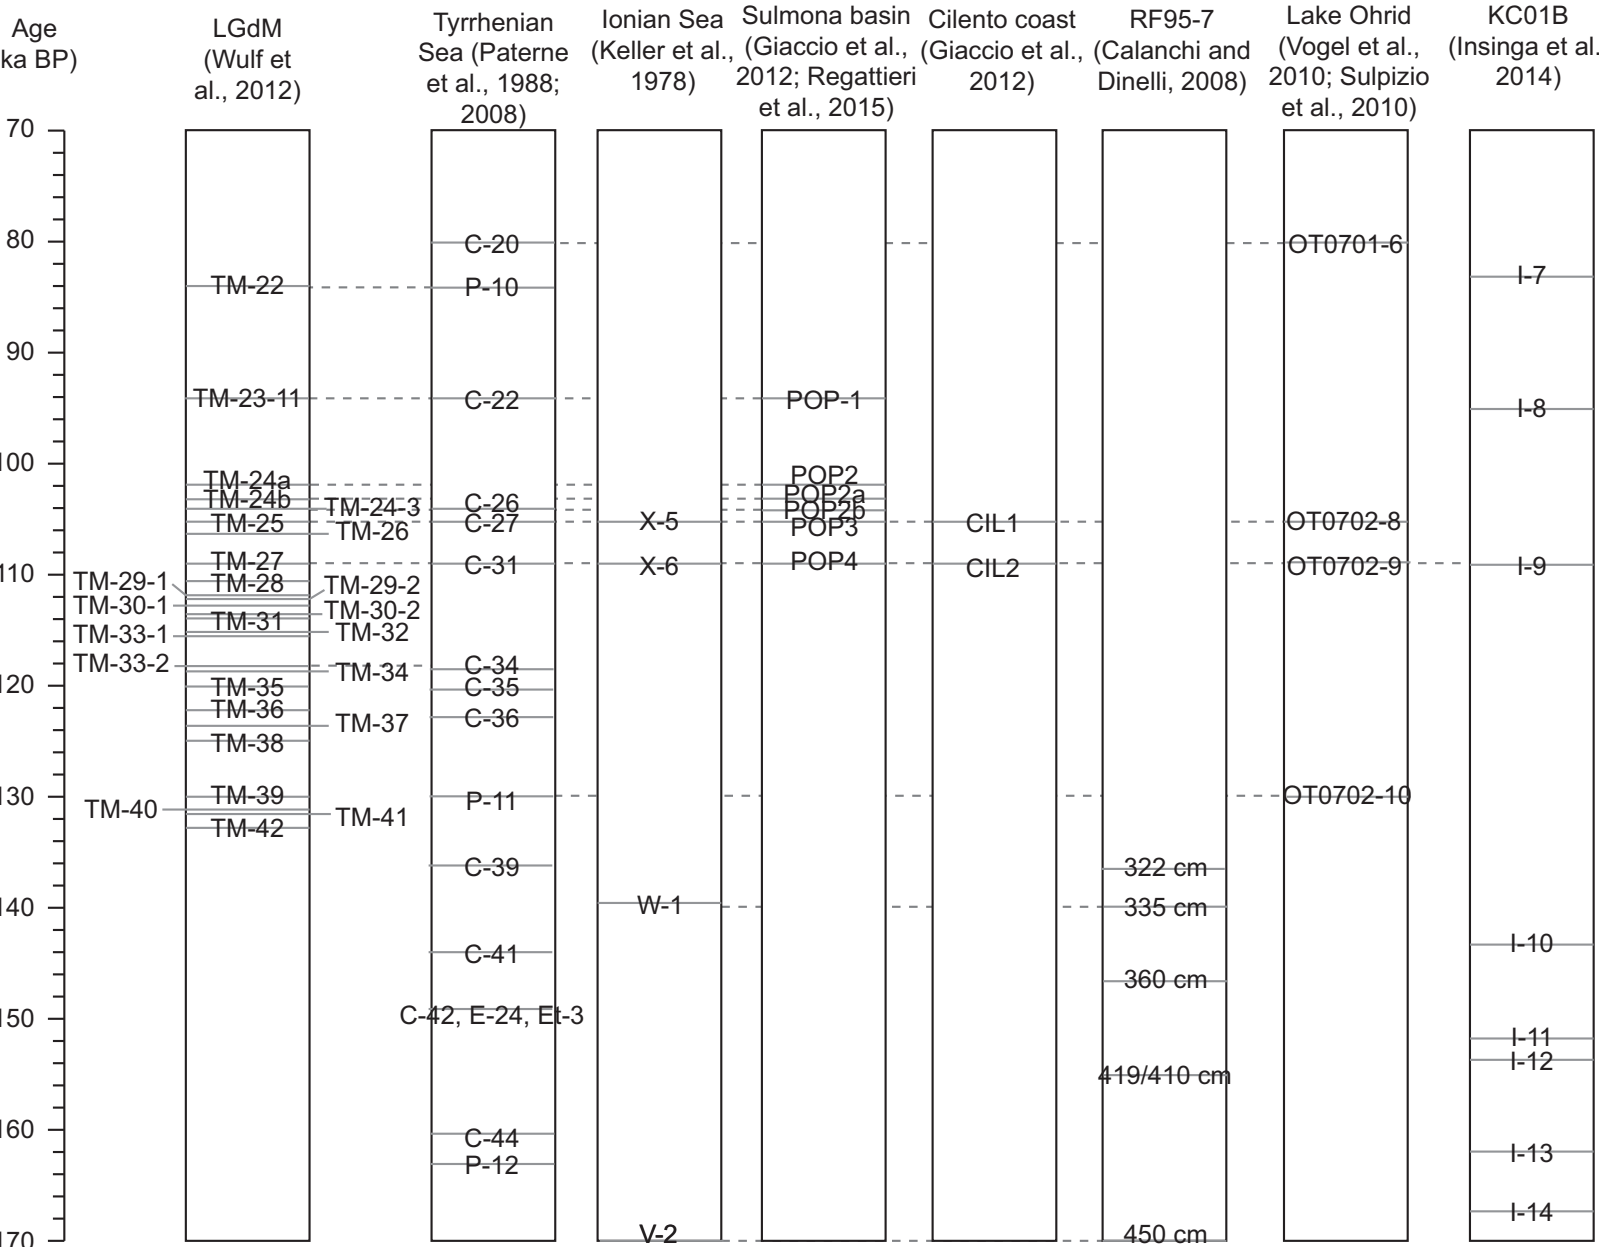 Age
ka BP)
LGdM
(Wulf et
al., 2012)
Tyrrhenian
Sea (Paterne
et al., 1988;
2008)
Ionian Sea
(Keller et al.,
1978)
Sulmona basin
(Giaccio et al.,
2012; Regattieri
et al., 2015)
Cilento coast
(Giaccio et al.,
2012)
RF95-7
(Calanchi and
Dinelli, 2008)
Lake Ohrid
(Vogel et al.,
2010; Sulpizio
et al., 2010)
KC01B
(Insinga et al.
2014)
70
80
90
100
110
120
130
140
150
160
170
TM-22
TM-23-11
TM-24a
TM-24b
TM-24-3
TM-25
TM-26
TM-27
TM-28
TM-29-1
TM-29-2
TM-30-1
TM-30-2
TM-31
TM-32
TM-33-1
TM-33-2
TM-34
TM-35
TM-36
TM-37
TM-38
TM-39
TM-40
TM-41
TM-42
C-20
P-10
C-22
C-26
C-27
C-31
C-34
C-35
C-36
P-11
C-39
C-41
C-42, E-24, Et-3
C-44
P-12
X-5
X-6
W-1
V-2
POP-1
POP2
POP2a
POP2b
POP3
POP4
CIL1
CIL2
322 cm
335 cm
360 cm
419/410 cm
450 cm
OT0701-6
OT0702-8
OT0702-9
OT0702-10
I-7
I-8
I-9
I-10
I-11
I-12
I-13
I-14